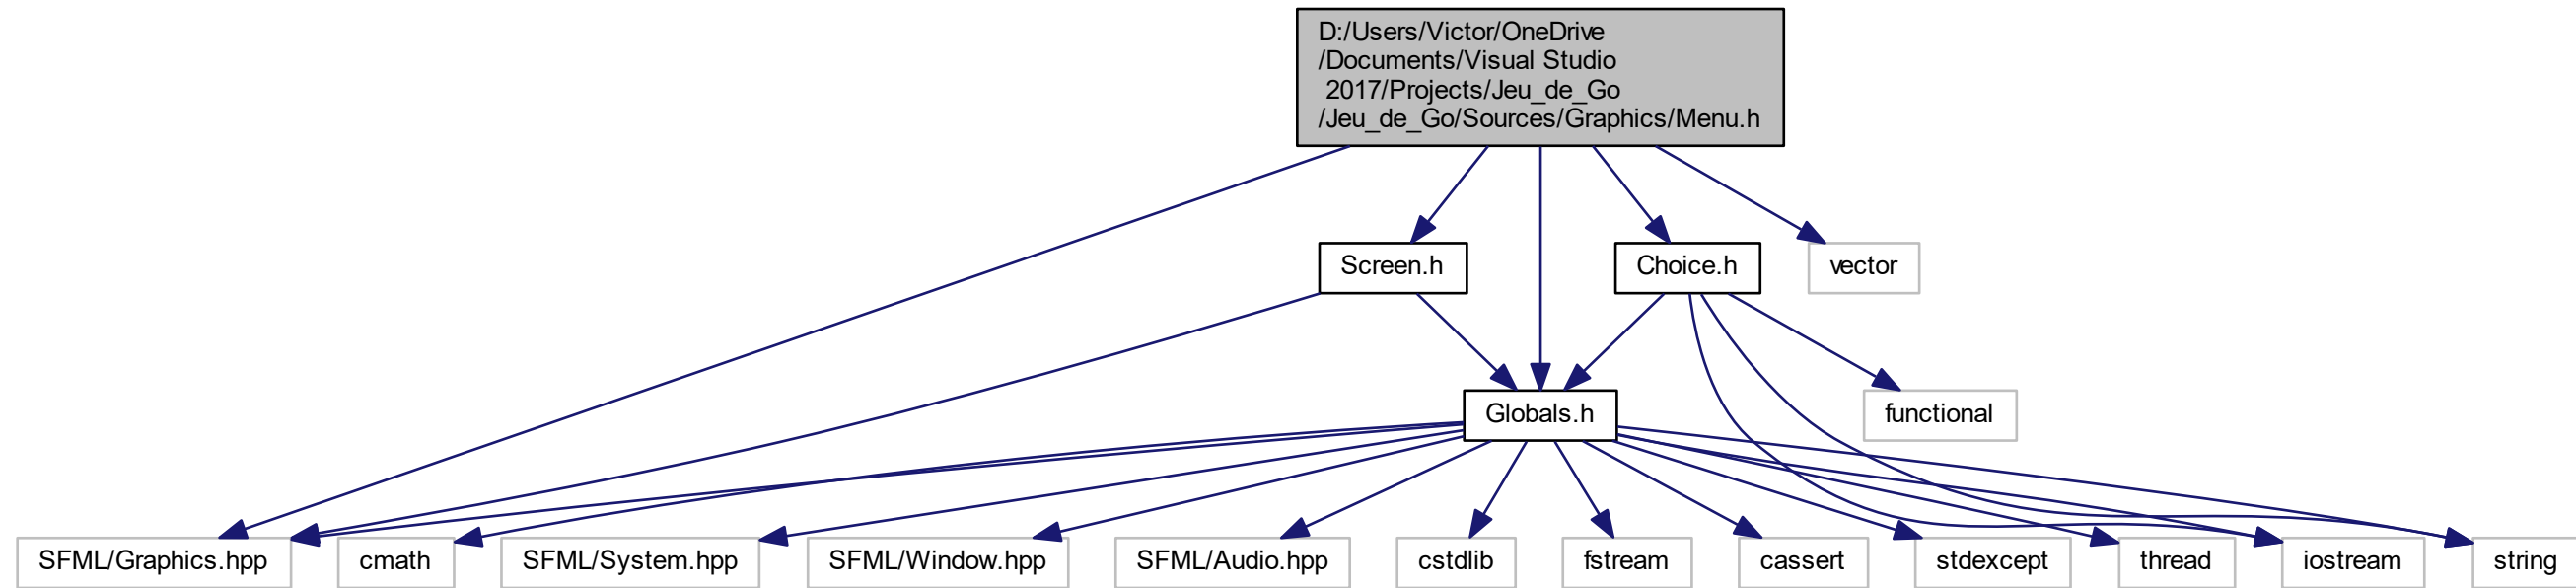 D:/Users/Victor/OneDrive
/Documents/Visual Studio
 2017/Projects/Jeu_de_Go
/Jeu_de_Go/Sources/Graphics/Menu.h
Screen.h
Choice.h
vector
Globals.h
functional
SFML/Graphics.hpp
cmath
SFML/System.hpp
SFML/Window.hpp
SFML/Audio.hpp
cstdlib
fstream
cassert
stdexcept
thread
iostream
string